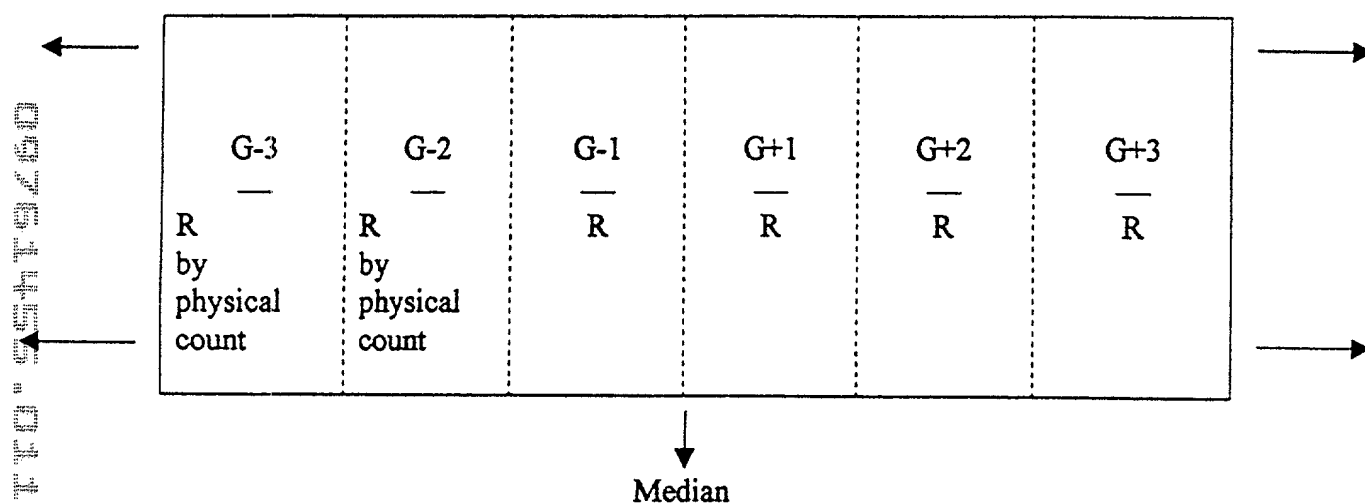 G-3 G-2 G-1 G+1 G+2 G+3
R R R R R R
by by
physical physical
count count
Median